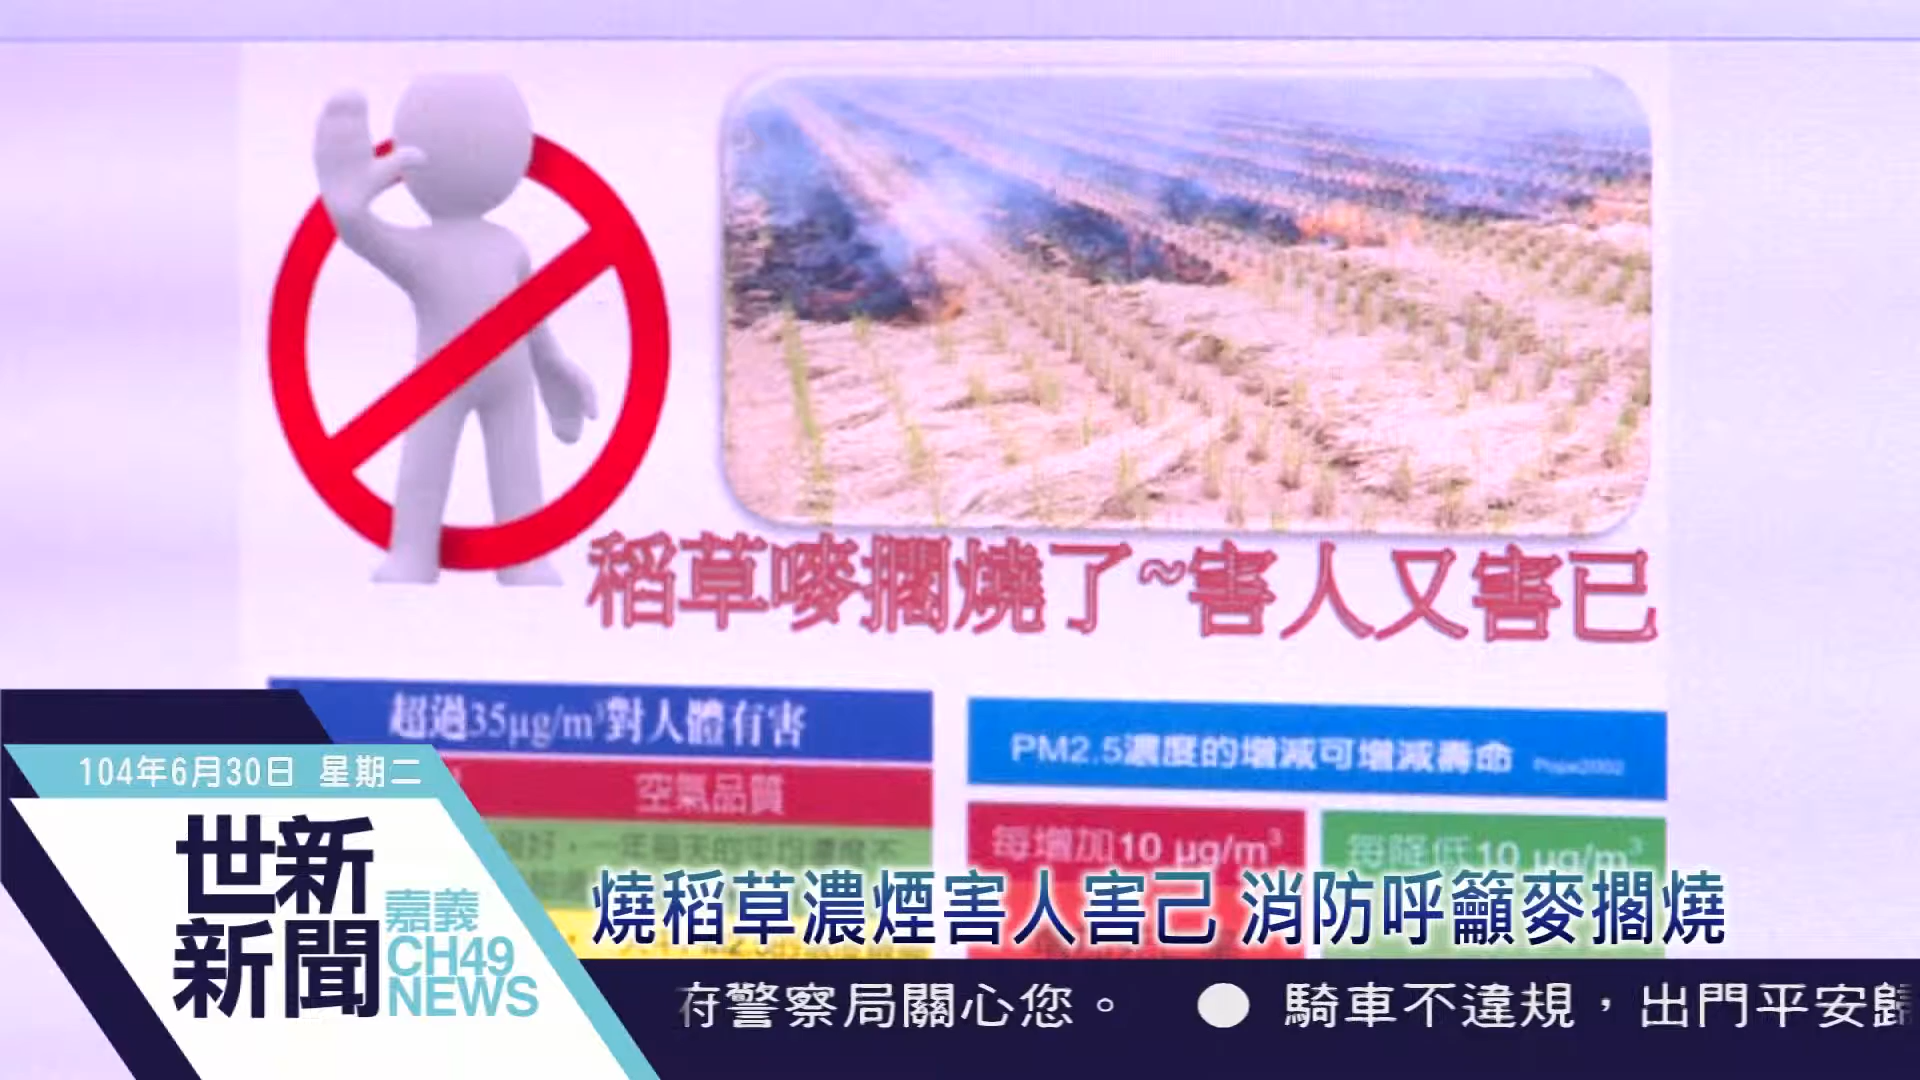 稻草嘜擱燒了~害人又害己
超過35μg/m³對人體有害
空氣品質
PM2.5濃度的增減可增減壽命
每增加10 μg/m³
每降低10 μg/m³
燒稻草濃煙害人害己 消防呼籲麥擱燒
104年6月30日 星期二
世新
新聞
嘉義
CH49
NEWS
府警察局關心您。 ● 騎車不違規，出門平安歸